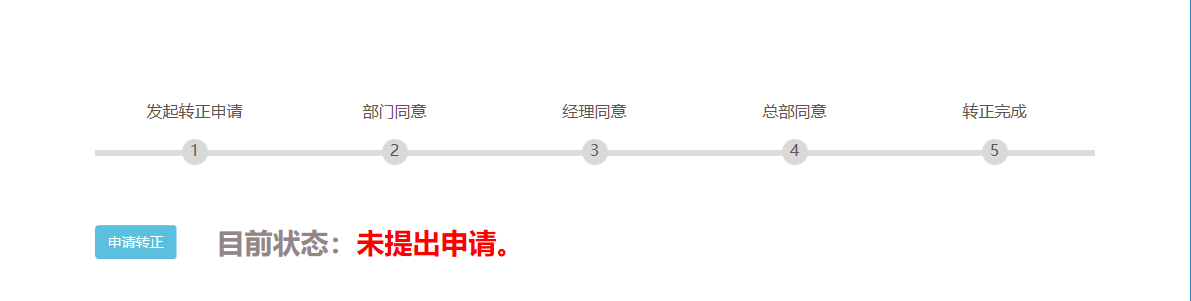 发起转正申请 部门同意 经理同意 总部同意 转正完成
1 2 3 4 5
申请转正 目前状态：未提出申请。